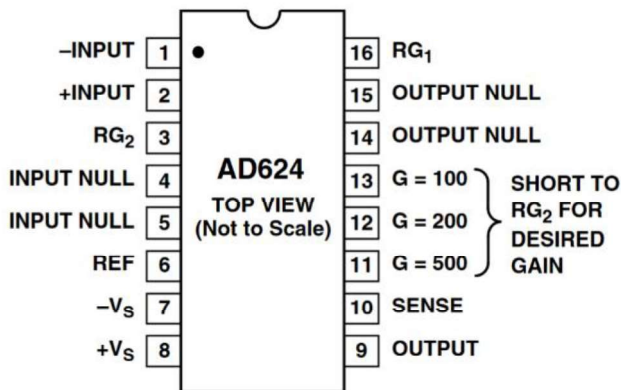 –INPUT 1
+INPUT 2
RG2 3
INPUT NULL 4
INPUT NULL 5
REF 6
–VS 7
+VS 8
AD624
TOP VIEW
(Not to Scale)
16 RG1
15 OUTPUT NULL
14 OUTPUT NULL
13 G = 100
12 G = 200
11 G = 500
10 SENSE
9 OUTPUT
SHORT TO
RG2 FOR
DESIRED
GAIN